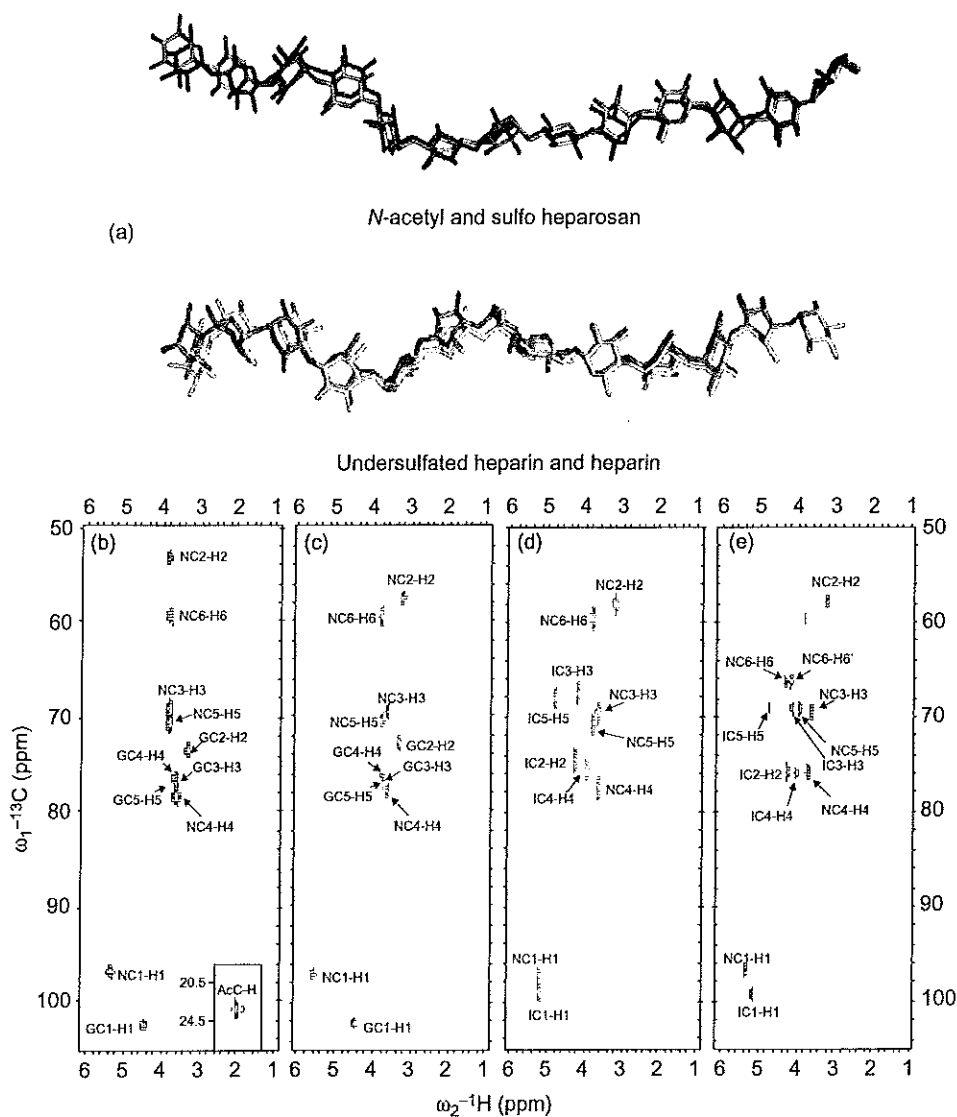 N-acetyl and sulfo heparosan
(a)
Undersulfated heparin and heparin
6 5 4 3 2 1
6 5 4 3 2 1
6 5 4 3 2 1
6 5 4 3 2 1
50
60
70
80
90
100
ω1–13C (ppm)
(b)
NC2-H2
NC6-H6
NC3-H3
NC5-H5
GC2-H2
GC4-H4
GC3-H3
GC5-H5
NC4-H4
NC1-H1
GC1-H1
AcC-H
20.5
24.5
(c)
NC2-H2
NC6-H6
NC3-H3
NC5-H5
GC4-H4
GC2-H2
GC3-H3
GC5-H5
NC4-H4
NC1-H1
GC1-H1
(d)
NC2-H2
NC6-H6
IC3-H3
NC3-H3
IC5-H5
NC5-H5
IC2-H2
IC4-H4
NC4-H4
NC1-H1
IC1-H1
(e)
NC2-H2
NC6-H6
NC6-H6'
NC3-H3
IC5-H5
NC5-H5
IC3-H3
IC2-H2
IC4-H4
NC4-H4
NC1-H1
IC1-H1
50
60
70
80
90
100
6 5 4 3 2 1
6 5 4 3 2 1
6 5 4 3 2 1
6 5 4 3 2 1
ω2–1H (ppm)